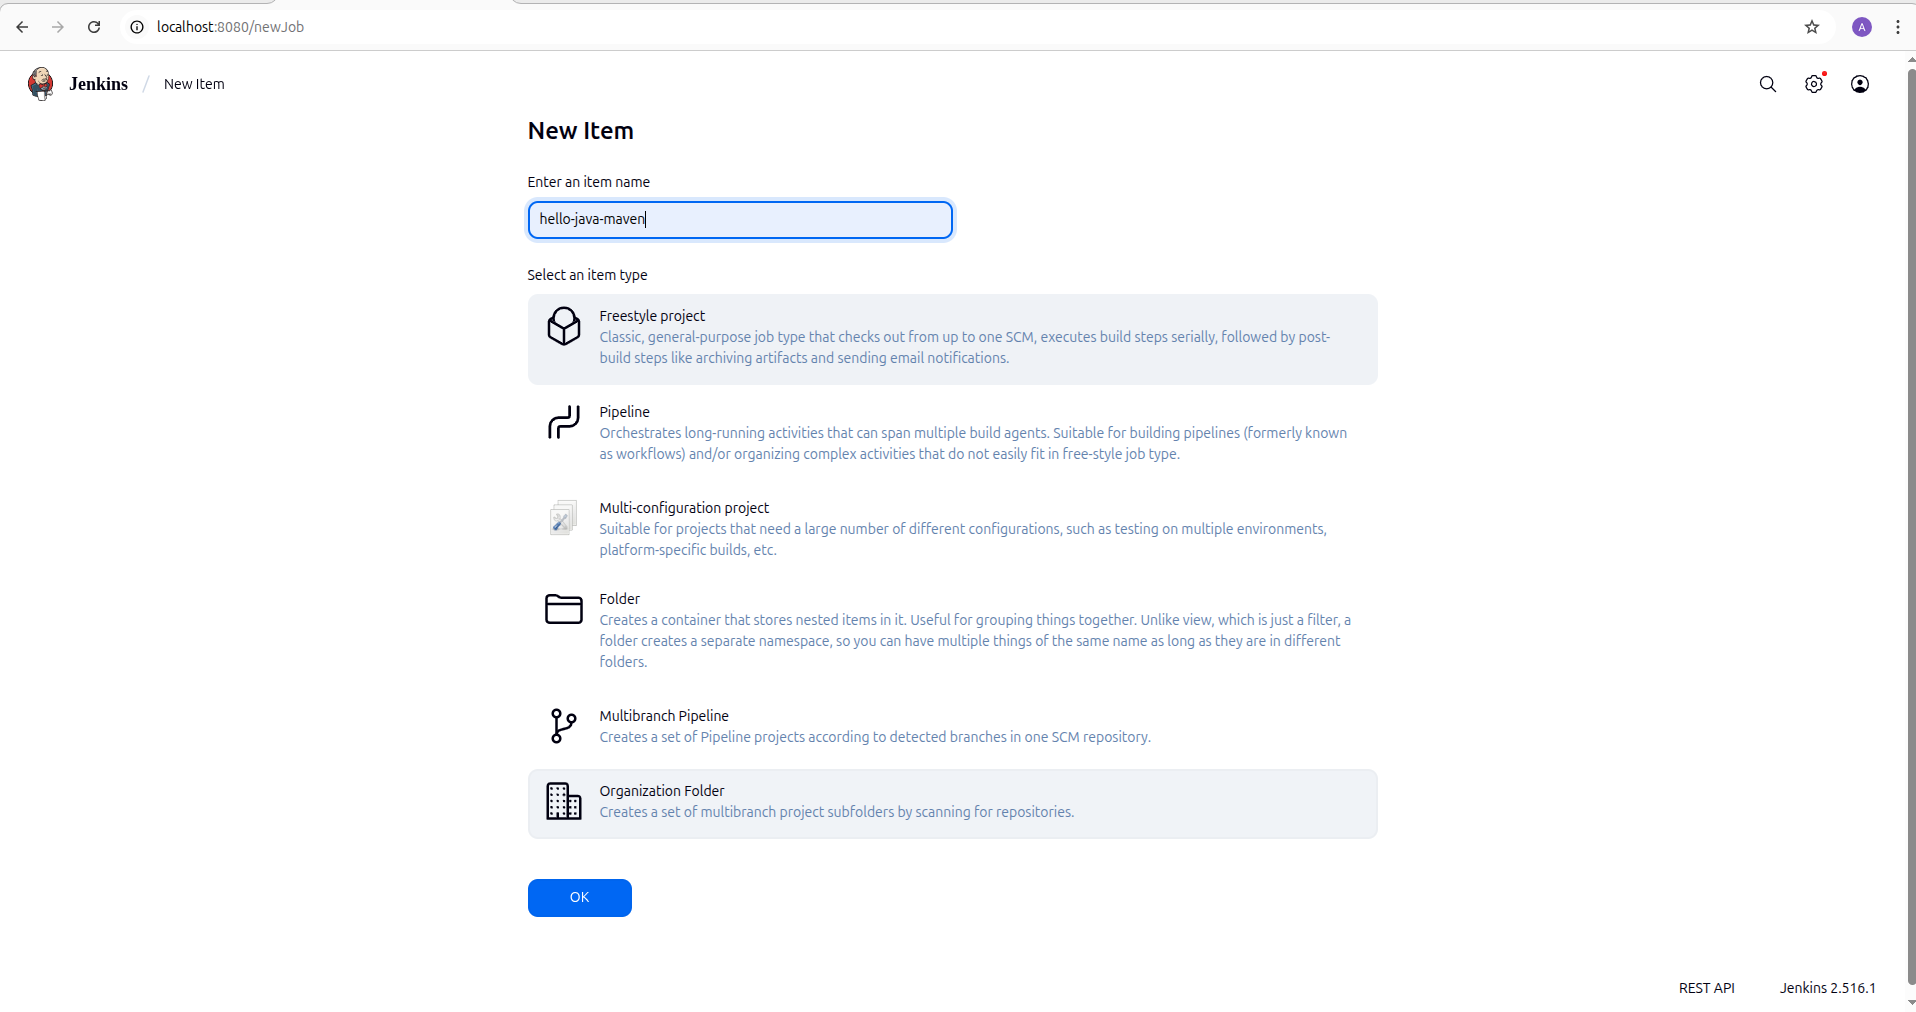 localhost:8080/newJob
A
Jenkins / New Item
New Item
Enter an item name
hello-java-maven
Select an item type
Freestyle project
Classic, general-purpose job type that checks out from up to one SCM, executes build steps serially, followed by post-
build steps like archiving artifacts and sending email notifications.
Pipeline
Orchestrates long-running activities that can span multiple build agents. Suitable for building pipelines (formerly known
as workflows) and/or organizing complex activities that do not easily fit in free-style job type.
Multi-configuration project
Suitable for projects that need a large number of different configurations, such as testing on multiple environments,
platform-specific builds, etc.
Folder
Creates a container that stores nested items in it. Useful for grouping things together. Unlike view, which is just a filter, a
folder creates a separate namespace, so you can have multiple things of the same name as long as they are in different
folders.
Multibranch Pipeline
Creates a set of Pipeline projects according to detected branches in one SCM repository.
Organization Folder
Creates a set of multibranch project subfolders by scanning for repositories.
OK
REST API
Jenkins 2.516.1